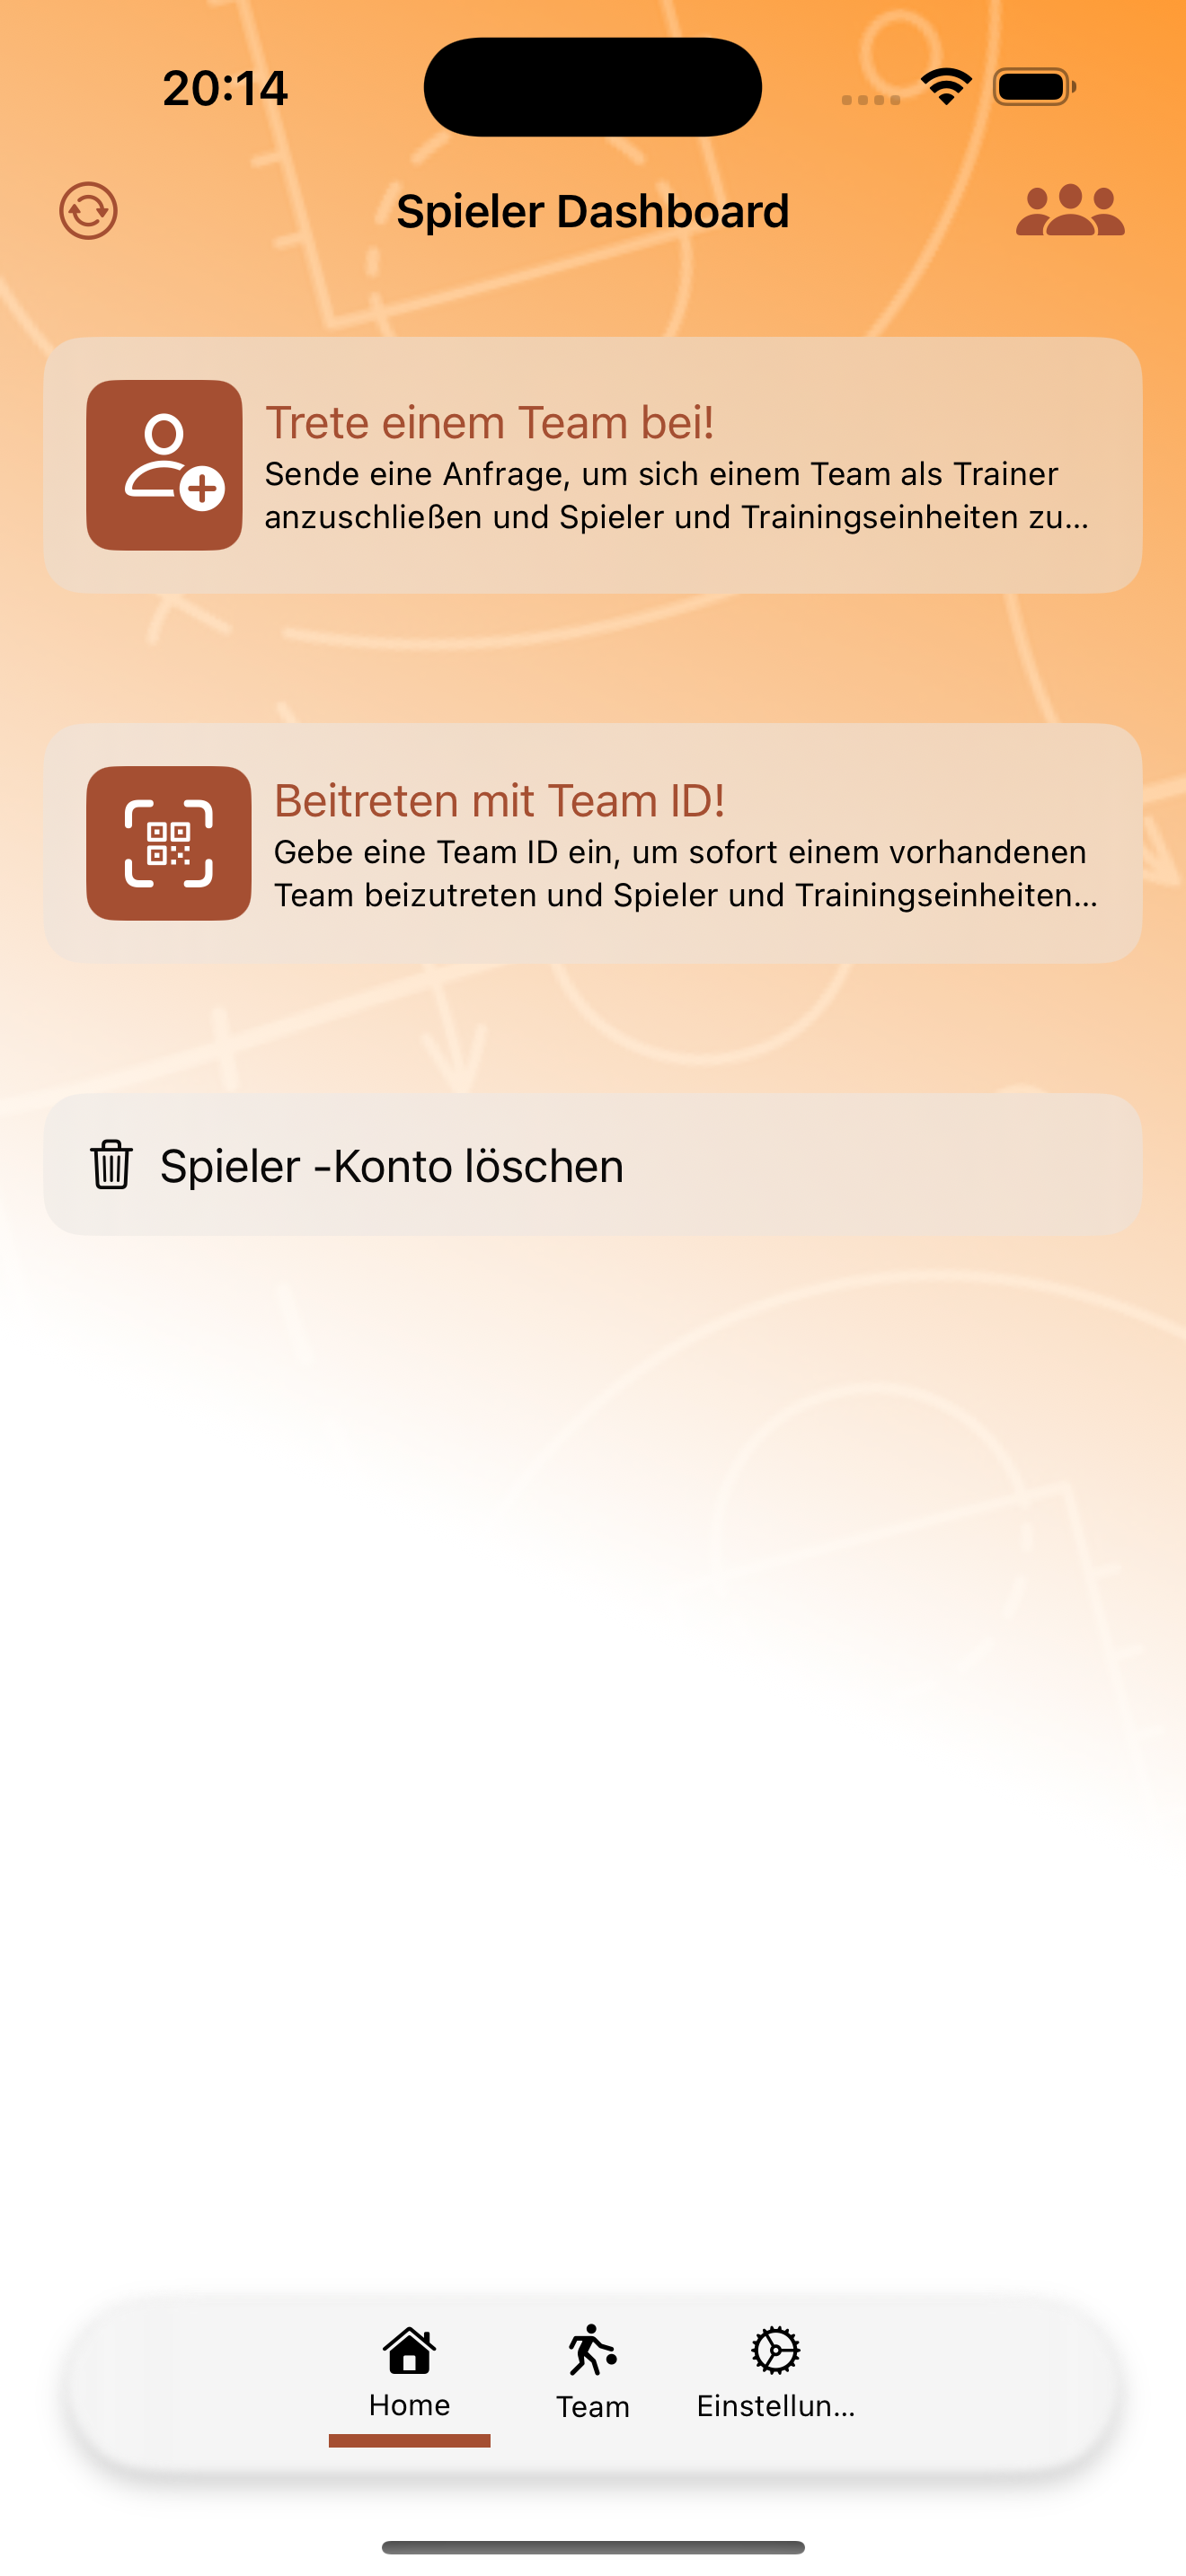 20:14
Spieler Dashboard
Trete einem Team bei!
Sende eine Anfrage, um sich einem Team als Trainer
anzuschließen und Spieler und Trainingseinheiten zu...
Beitreten mit Team ID!
Gebe eine Team ID ein, um sofort einem vorhandenen
Team beizutreten und Spieler und Trainingseinheiten...
Spieler -Konto löschen
Home
Team
Einstellun...